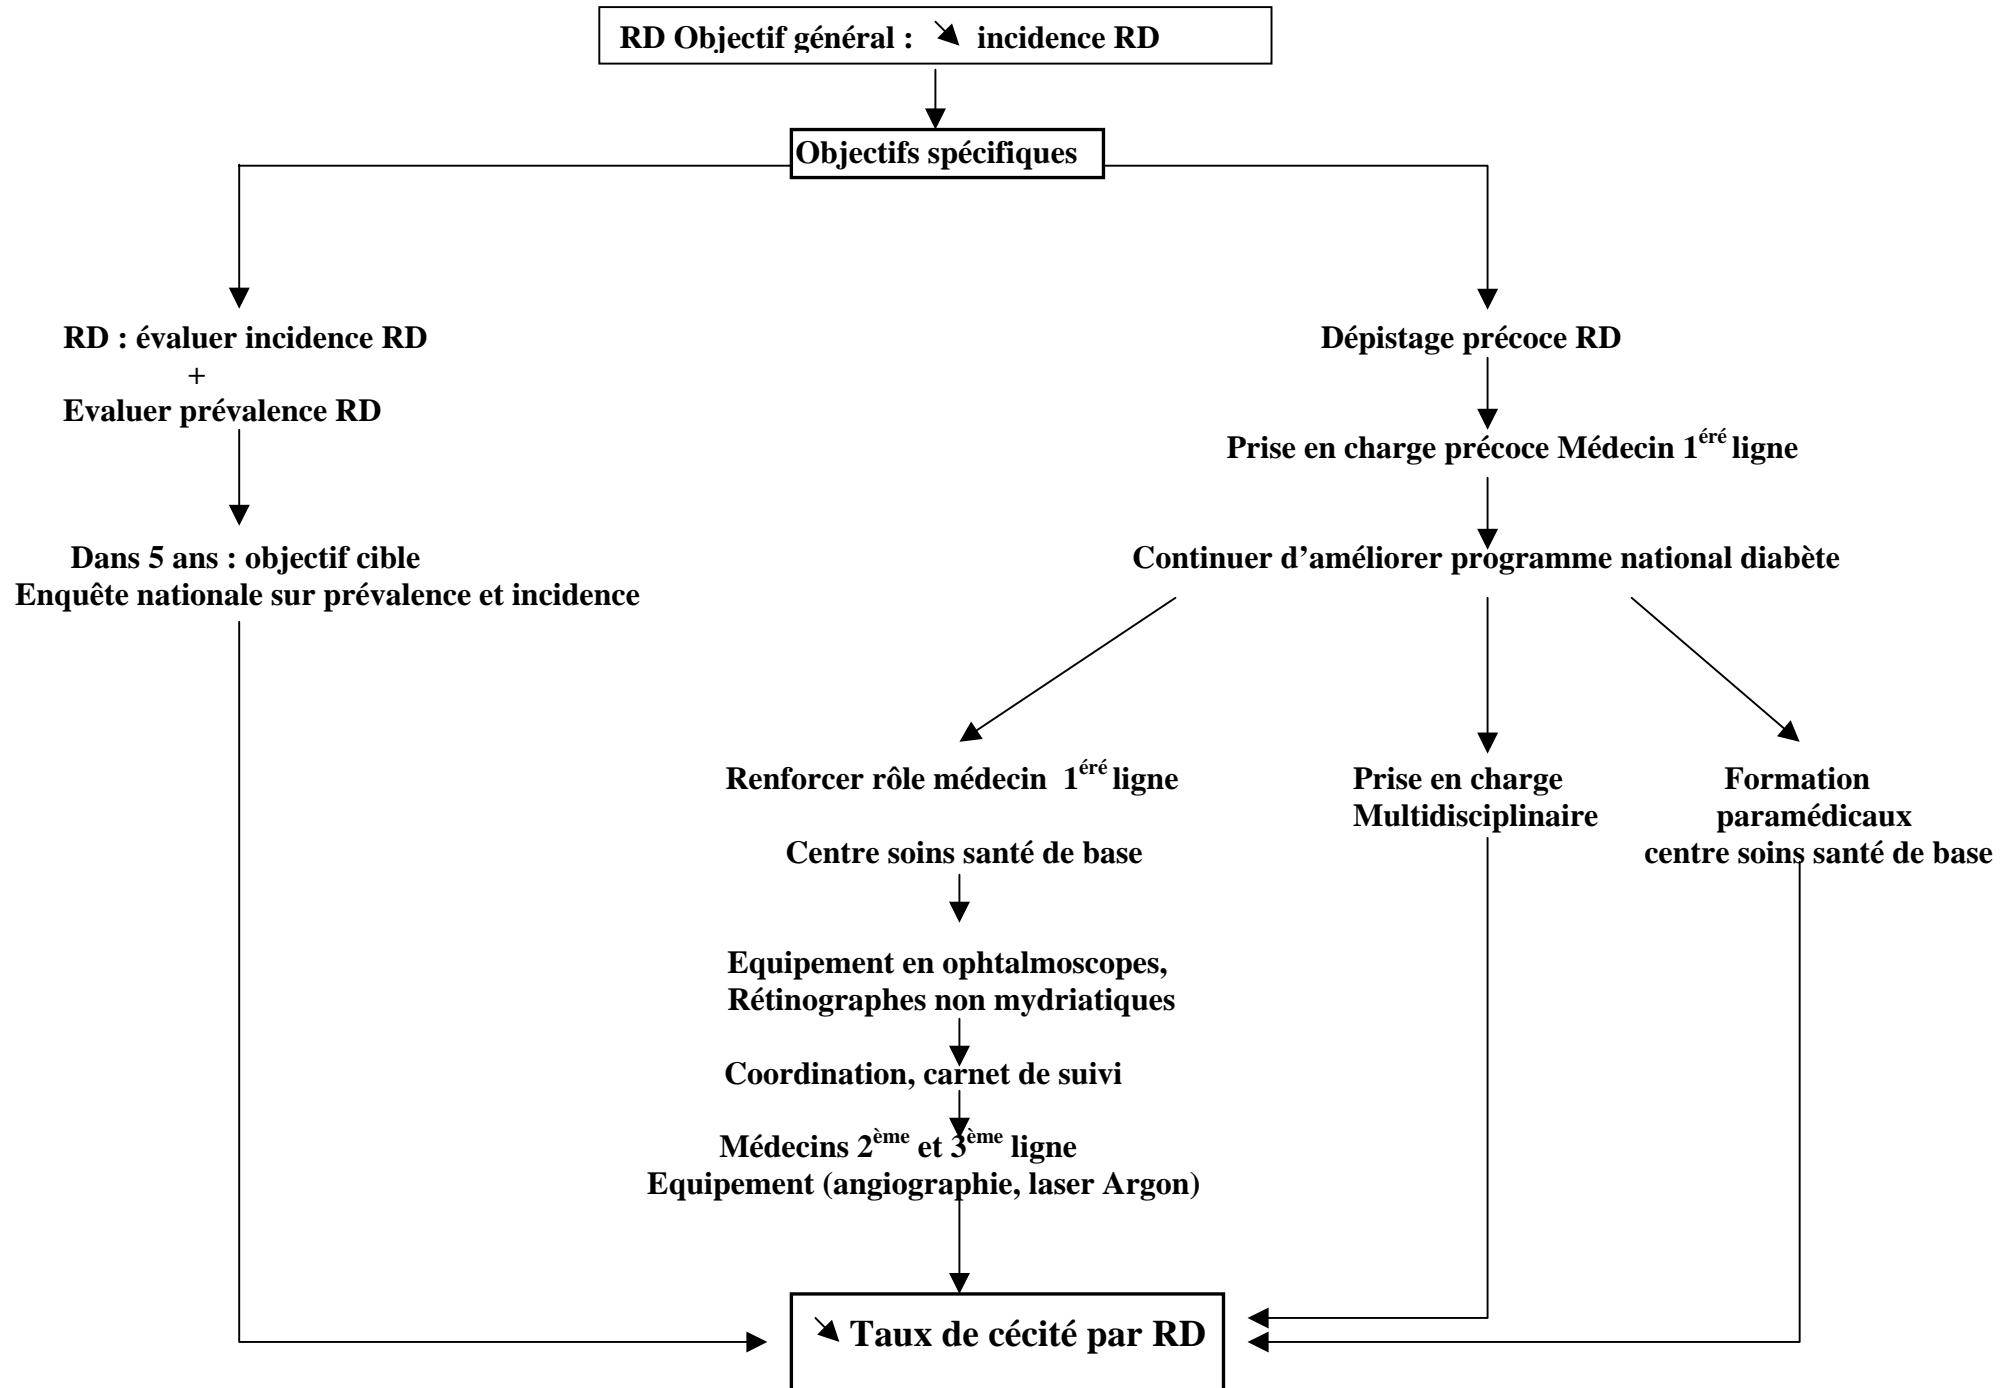 RD Objectif général : ↘ incidence RD
Objectifs spécifiques
RD : évaluer incidence RD
+
Evaluer prévalence RD
Dans 5 ans : objectif cible
Enquête nationale sur prévalence et incidence
Dépistage précoce RD
Prise en charge précoce Médecin 1éré ligne
Continuer d’améliorer programme national diabète
Renforcer rôle médecin 1éré ligne
Centre soins santé de base
Equipement en ophtalmoscopes,
Rétinographes non mydriatiques
Coordination, carnet de suivi
Médecins 2ème et 3ème ligne
Equipement (angiographie, laser Argon)
Prise en charge
Multidisciplinaire
Formation
paramédicaux
centre soins santé de base
↘ Taux de cécité par RD